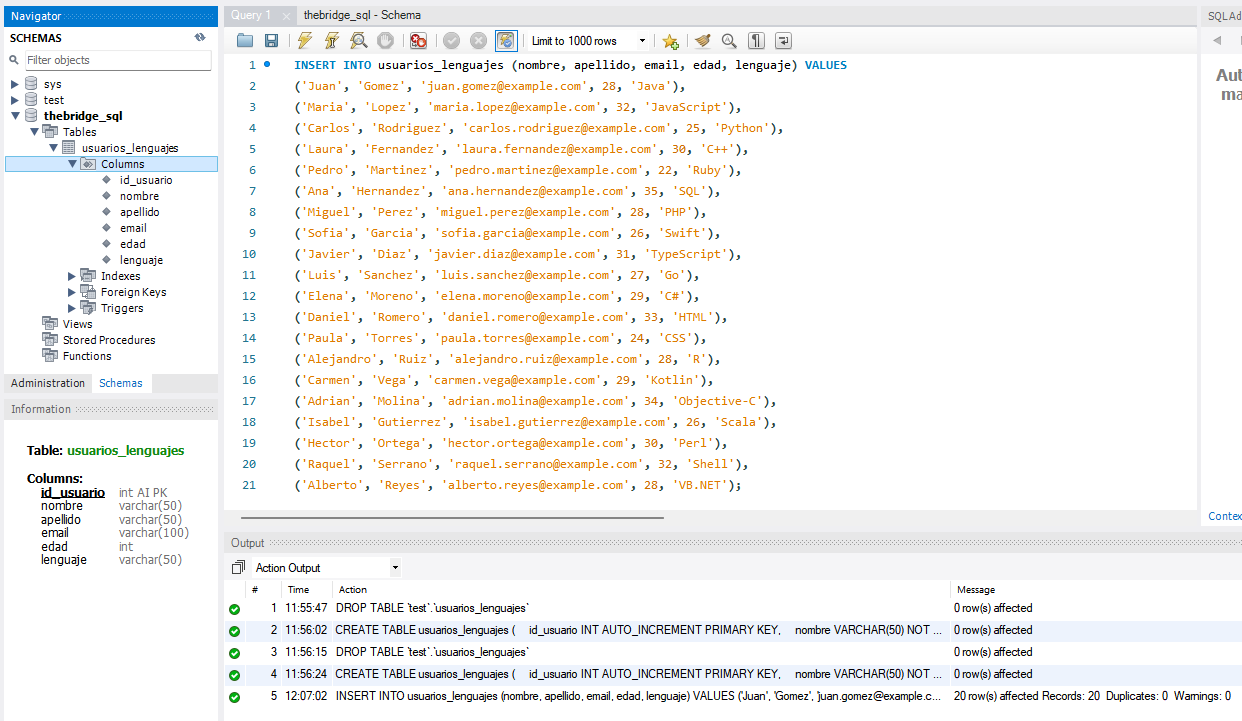 Navigator
SCHEMAS
Filter objects
sys
test
thebridge_sql
Tables
usuarios_lenguajes
Columns
id_usuario
nombre
apellido
email
edad
lenguaje
Indexes
Foreign Keys
Triggers
Views
Stored Procedures
Functions
Administration Schemas
Information
Table: usuarios_lenguajes
Columns:
id_usuario int AI PK
nombre varchar(50)
apellido varchar(50)
email varchar(100)
edad int
lenguaje varchar(50)
Query 1 thebridge_sql - Schema
Limit to 1000 rows
1 INSERT INTO usuarios_lenguajes (nombre, apellido, email, edad, lenguaje) VALUES
2 ('Juan', 'Gomez', 'juan.gomez@example.com', 28, 'Java'),
3 ('Maria', 'Lopez', 'maria.lopez@example.com', 32, 'JavaScript'),
4 ('Carlos', 'Rodriguez', 'carlos.rodriguez@example.com', 25, 'Python'),
5 ('Laura', 'Fernandez', 'laura.fernandez@example.com', 30, 'C++'),
6 ('Pedro', 'Martinez', 'pedro.martinez@example.com', 22, 'Ruby'),
7 ('Ana', 'Hernandez', 'ana.hernandez@example.com', 35, 'SQL'),
8 ('Miguel', 'Perez', 'miguel.perez@example.com', 28, 'PHP'),
9 ('Sofia', 'Garcia', 'sofia.garcia@example.com', 26, 'Swift'),
10 ('Javier', 'Diaz', 'javier.diaz@example.com', 31, 'TypeScript'),
11 ('Luis', 'Sanchez', 'luis.sanchez@example.com', 27, 'Go'),
12 ('Elena', 'Moreno', 'elena.moreno@example.com', 29, 'C#'),
13 ('Daniel', 'Romero', 'daniel.romero@example.com', 33, 'HTML'),
14 ('Paula', 'Torres', 'paula.torres@example.com', 24, 'CSS'),
15 ('Alejandro', 'Ruiz', 'alejandro.ruiz@example.com', 28, 'R'),
16 ('Carmen', 'Vega', 'carmen.vega@example.com', 29, 'Kotlin'),
17 ('Adrian', 'Molina', 'adrian.molina@example.com', 34, 'Objective-C'),
18 ('Isabel', 'Gutierrez', 'isabel.gutierrez@example.com', 26, 'Scala'),
19 ('Hector', 'Ortega', 'hector.ortega@example.com', 30, 'Perl'),
20 ('Raquel', 'Serrano', 'raquel.serrano@example.com', 32, 'Shell'),
21 ('Alberto', 'Reyes', 'alberto.reyes@example.com', 28, 'VB.NET');
SQLAd
Aut
ma
Contex
Output
Action Output
# Time Action Message
1 11:55:47 DROP TABLE `test`.`usuarios_lenguajes` 0 row(s) affected
2 11:56:02 CREATE TABLE usuarios_lenguajes ( id_usuario INT AUTO_INCREMENT PRIMARY KEY, nombre VARCHAR(50) NOT ... 0 row(s) affected
3 11:56:15 DROP TABLE `test`.`usuarios_lenguajes` 0 row(s) affected
4 11:56:24 CREATE TABLE usuarios_lenguajes ( id_usuario INT AUTO_INCREMENT PRIMARY KEY, nombre VARCHAR(50) NOT ... 0 row(s) affected
5 12:07:02 INSERT INTO usuarios_lenguajes (nombre, apellido, email, edad, lenguaje) VALUES ('Juan', 'Gomez', 'juan.gomez@example.c... 20 row(s) affected Records: 20 Duplicates: 0 Warnings: 0